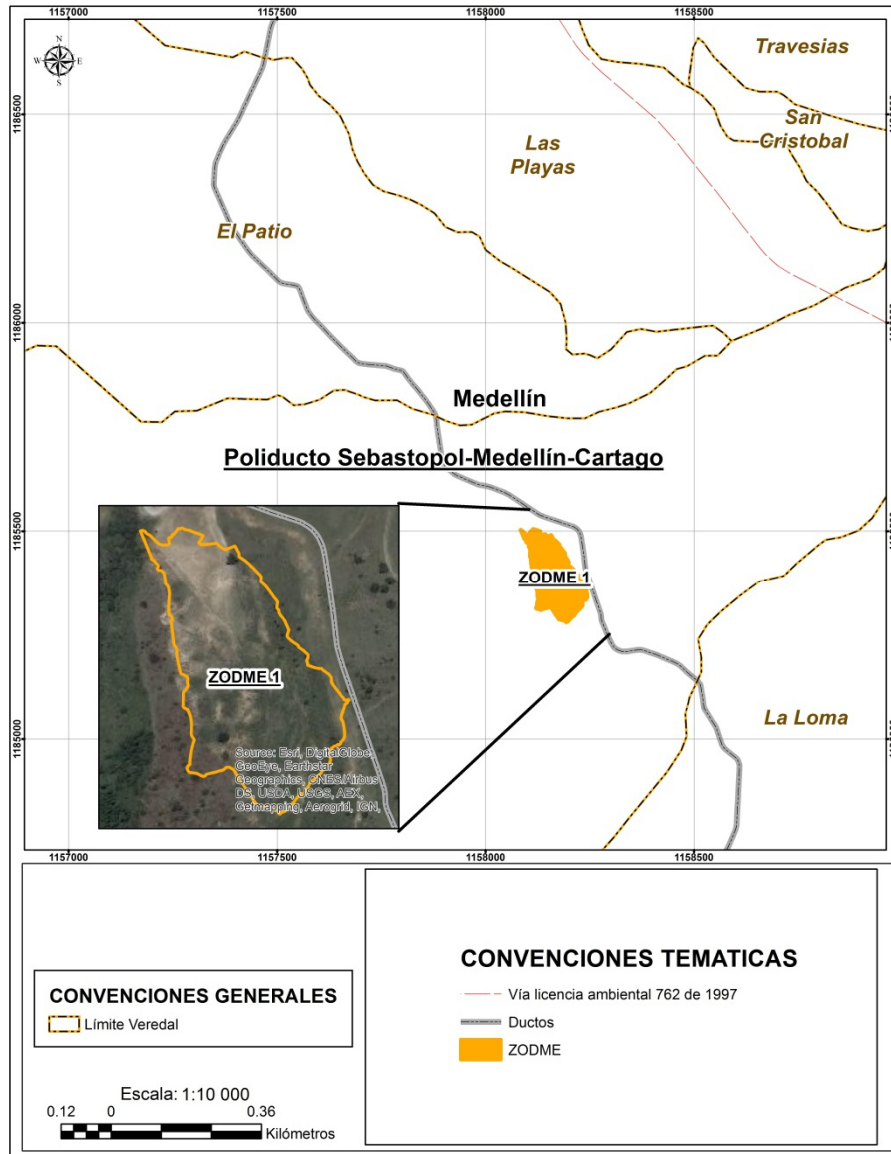 1157000
1157500
1158000
1158500
N
W
E
S
Travesias
San
Cristobal
Las
Playas
El Patio
1186500
1186000
1185500
1185000
Medellín
Poliducto Sebastopol-Medellín-Cartago
ZODME 1
ZODME 1
Source: Esri, DigitalGlobe,
GeoEye, Earthstar
Geographics, CNES/Airbus
DS, USDA, USGS, AEX,
Getmapping, Aerogrid, IGN,
La Loma
1157000
1157500
1158000
1158500
CONVENCIONES GENERALES
Límite Veredal
Escala: 1:10 000
0.12
0
0.36
Kilómetros
CONVENCIONES TEMATICAS
Vía licencia ambiental 762 de 1997
Ductos
ZODME